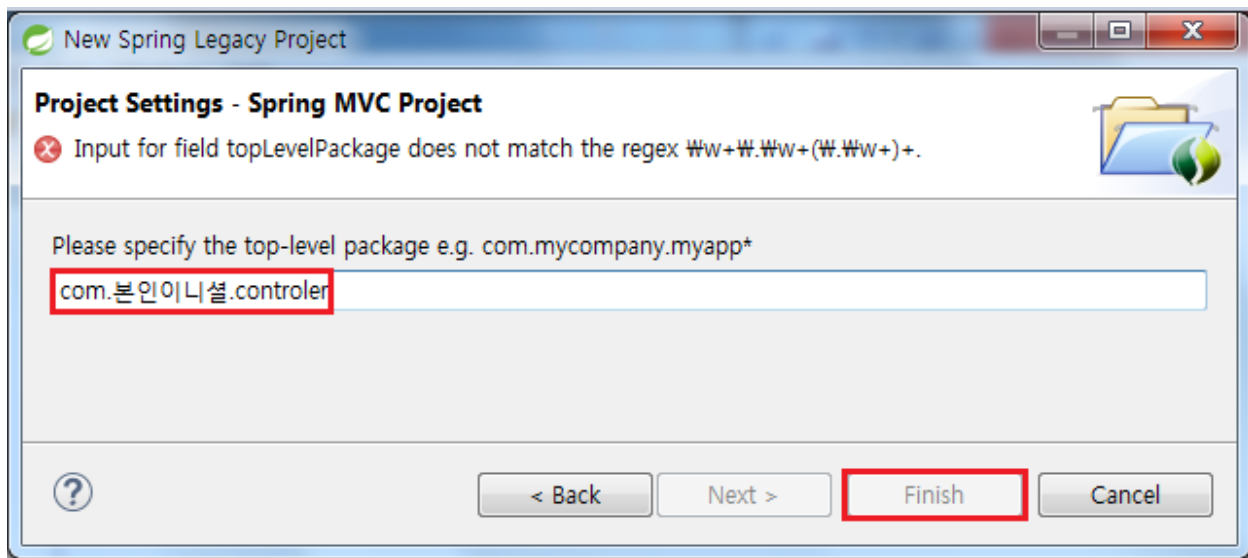 New Spring Legacy Project
Project Settings - Spring MVC Project
Input for field topLevelPackage does not match the regex ₩w+₩.₩w+(₩.₩w+)+.
Please specify the top-level package e.g. com.mycompany.myapp*
com.본인이니셜.controler
?
< Back
Next >
Finish
Cancel